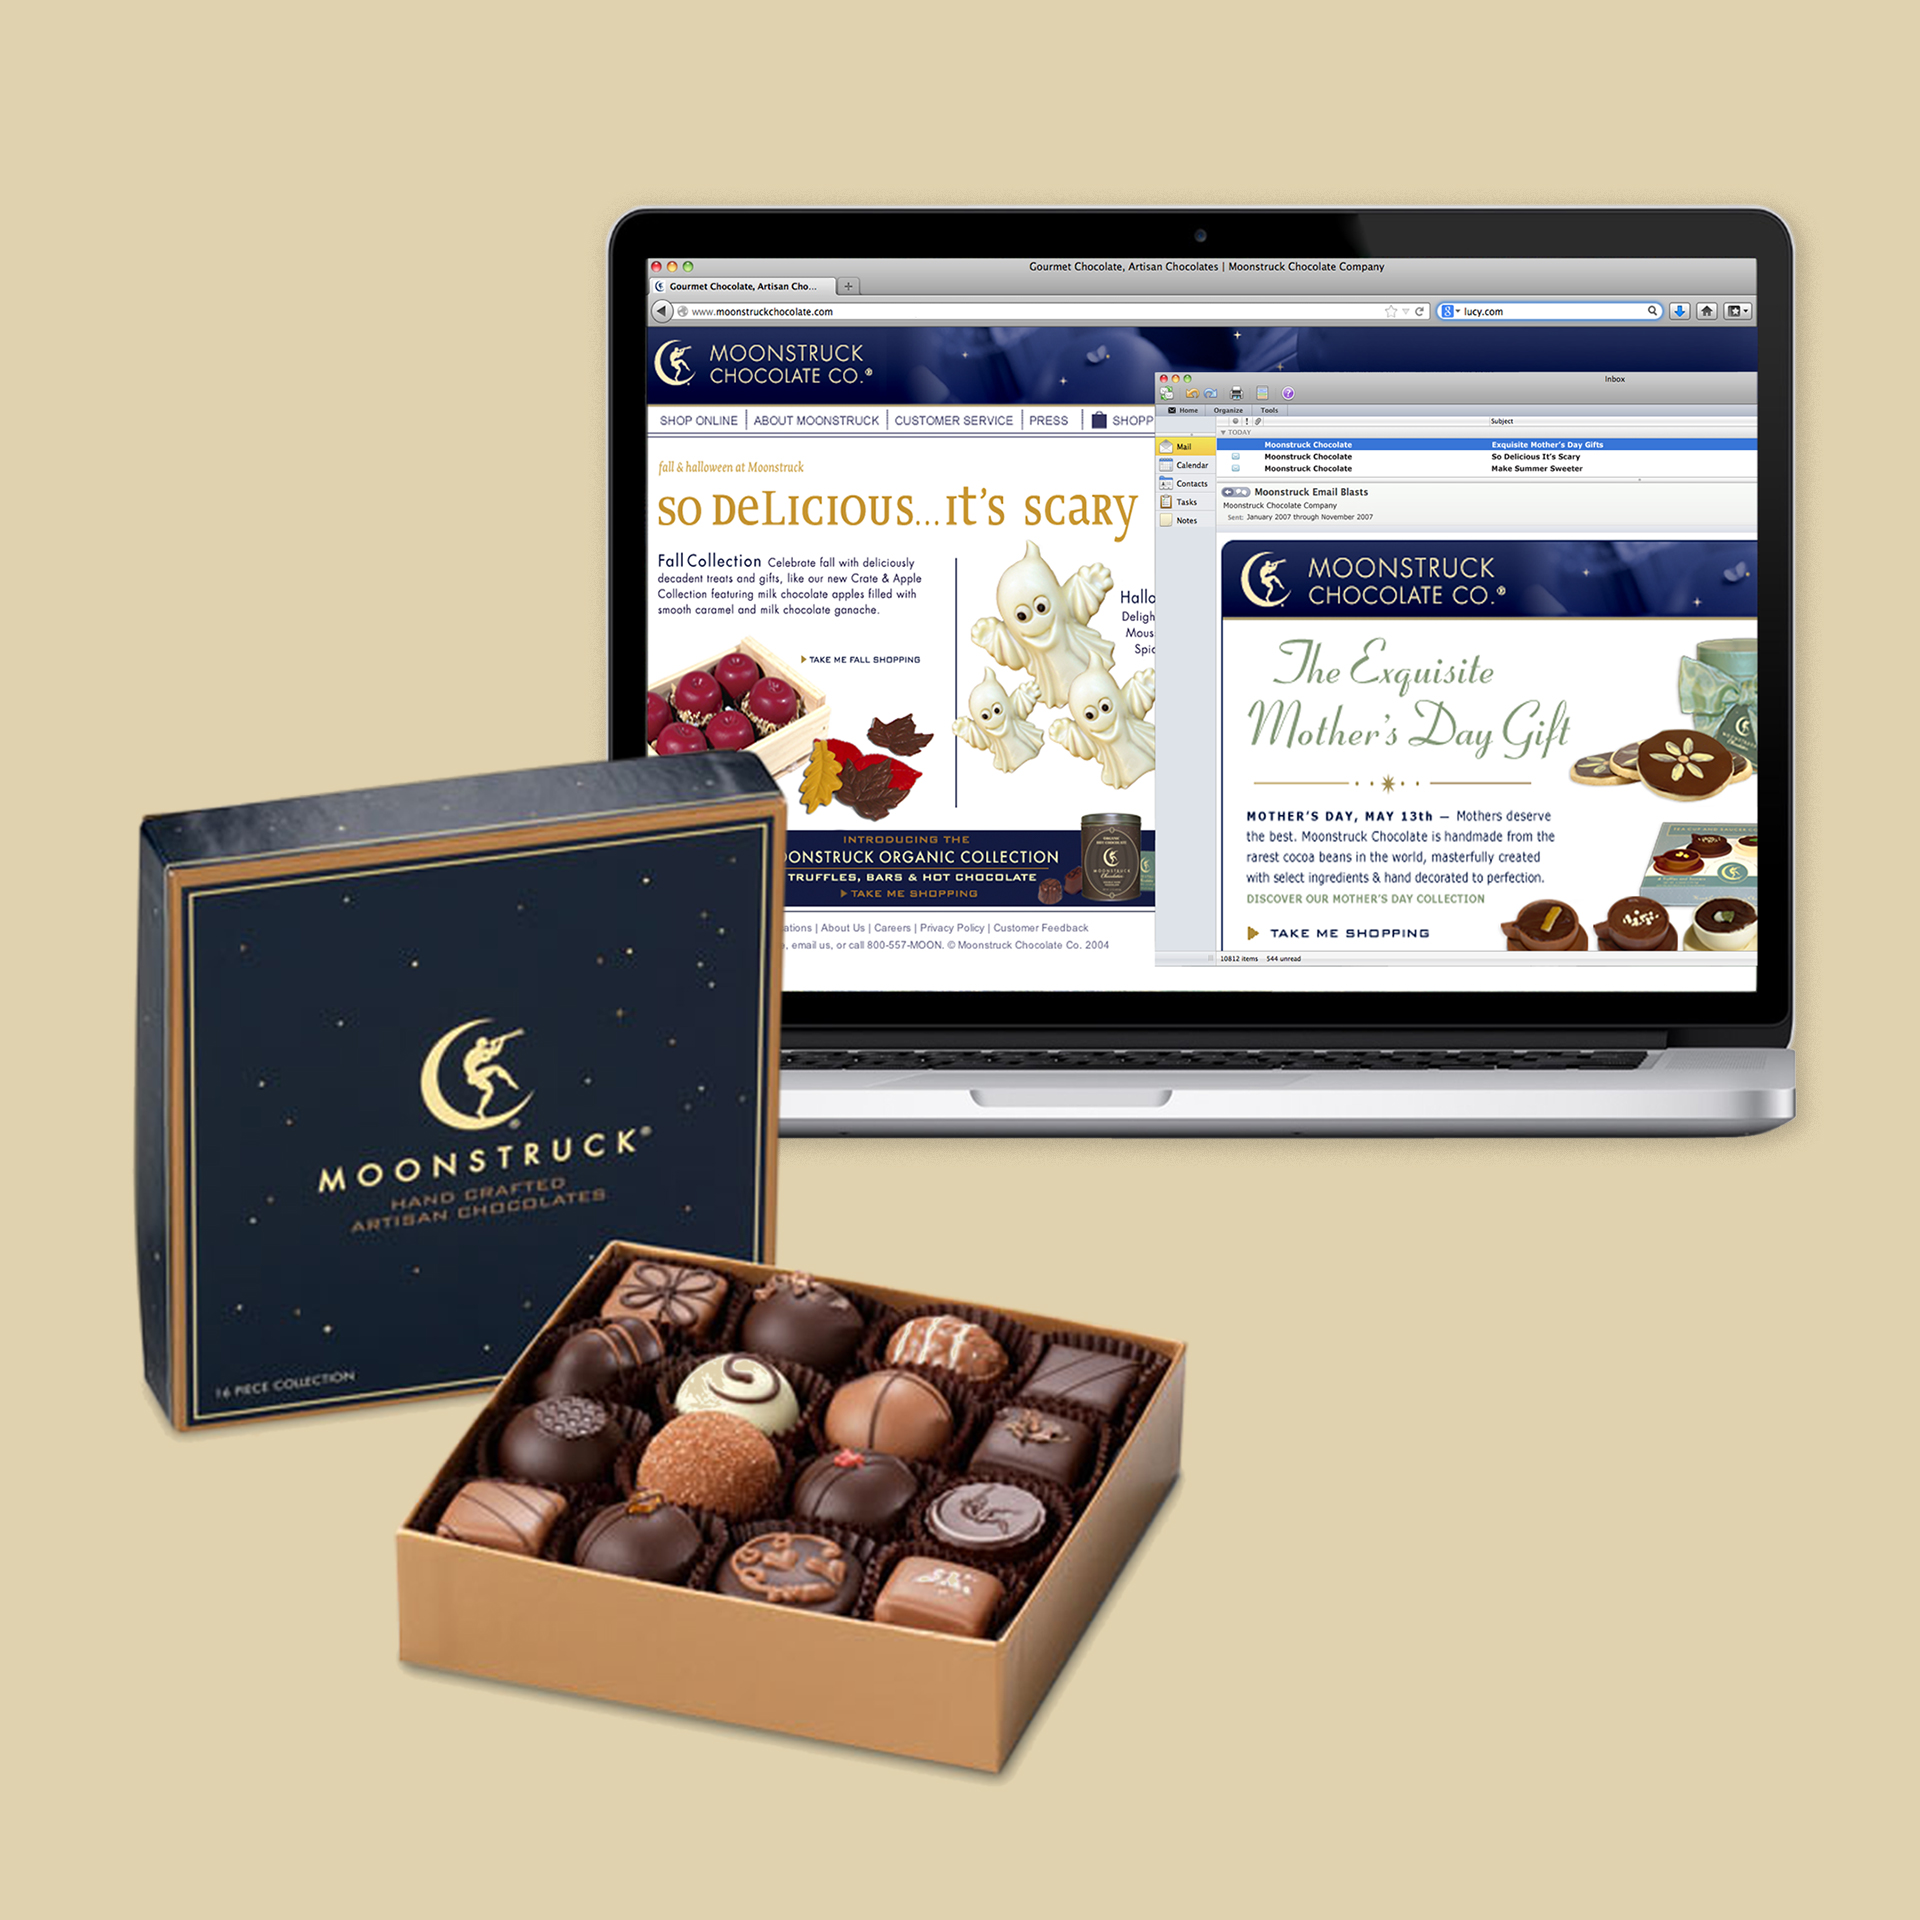 Gourmet Chocolate, Artisan Chocolates | Moonstruck Chocolate Company
Gourmet Chocolate, Artisan Cho...
www.moonstruckchocolate.com
lucy.com
MOONSTRUCK
CHOCOLATE CO.®
SHOP ONLINE | ABOUT MOONSTRUCK | CUSTOMER SERVICE | PRESS | SHOPP
fall & halloween at Moonstruck
SO DeLICIOUS...It's SCARY
Fall Collection Celebrate fall with deliciously
decadent treats and gifts, like our new Crate & Apple
Collection featuring milk chocolate apples filled with
smooth caramel and milk chocolate ganache.
TAKE ME FALL SHOPPING
Hallo
Deligh
Mous
Spic
INTRODUCING THE
OONSTRUCK ORGANIC COLLECTION
TRUFFLES, BARS & HOT CHOCOLATE
TAKE ME SHOPPING
ations | About Us | Careers | Privacy Policy | Customer Feedback
, email us, or call 800-557-MOON. © Moonstruck Chocolate Co. 2004
Inbox
Home Organize Tools
Subject
TODAY
Mail
Calendar
Contacts
Tasks
Notes
Moonstruck Chocolate Exquisite Mother's Day Gifts
Moonstruck Chocolate So Delicious It's Scary
Moonstruck Chocolate Make Summer Sweeter
Moonstruck Email Blasts
Moonstruck Chocolate Company
Sent: January 2007 through November 2007
MOONSTRUCK
CHOCOLATE CO.®
The Exquisite
Mother's Day Gift
MOTHER'S DAY, MAY 13th — Mothers deserve
the best. Moonstruck Chocolate is handmade from the
rarest cocoa beans in the world, masterfully created
with select ingredients & hand decorated to perfection.
DISCOVER OUR MOTHER'S DAY COLLECTION
TAKE ME SHOPPING
10812 items 544 unread
MOONSTRUCK®
HAND CRAFTED
ARTISAN CHOCOLATES
16 PIECE COLLECTION